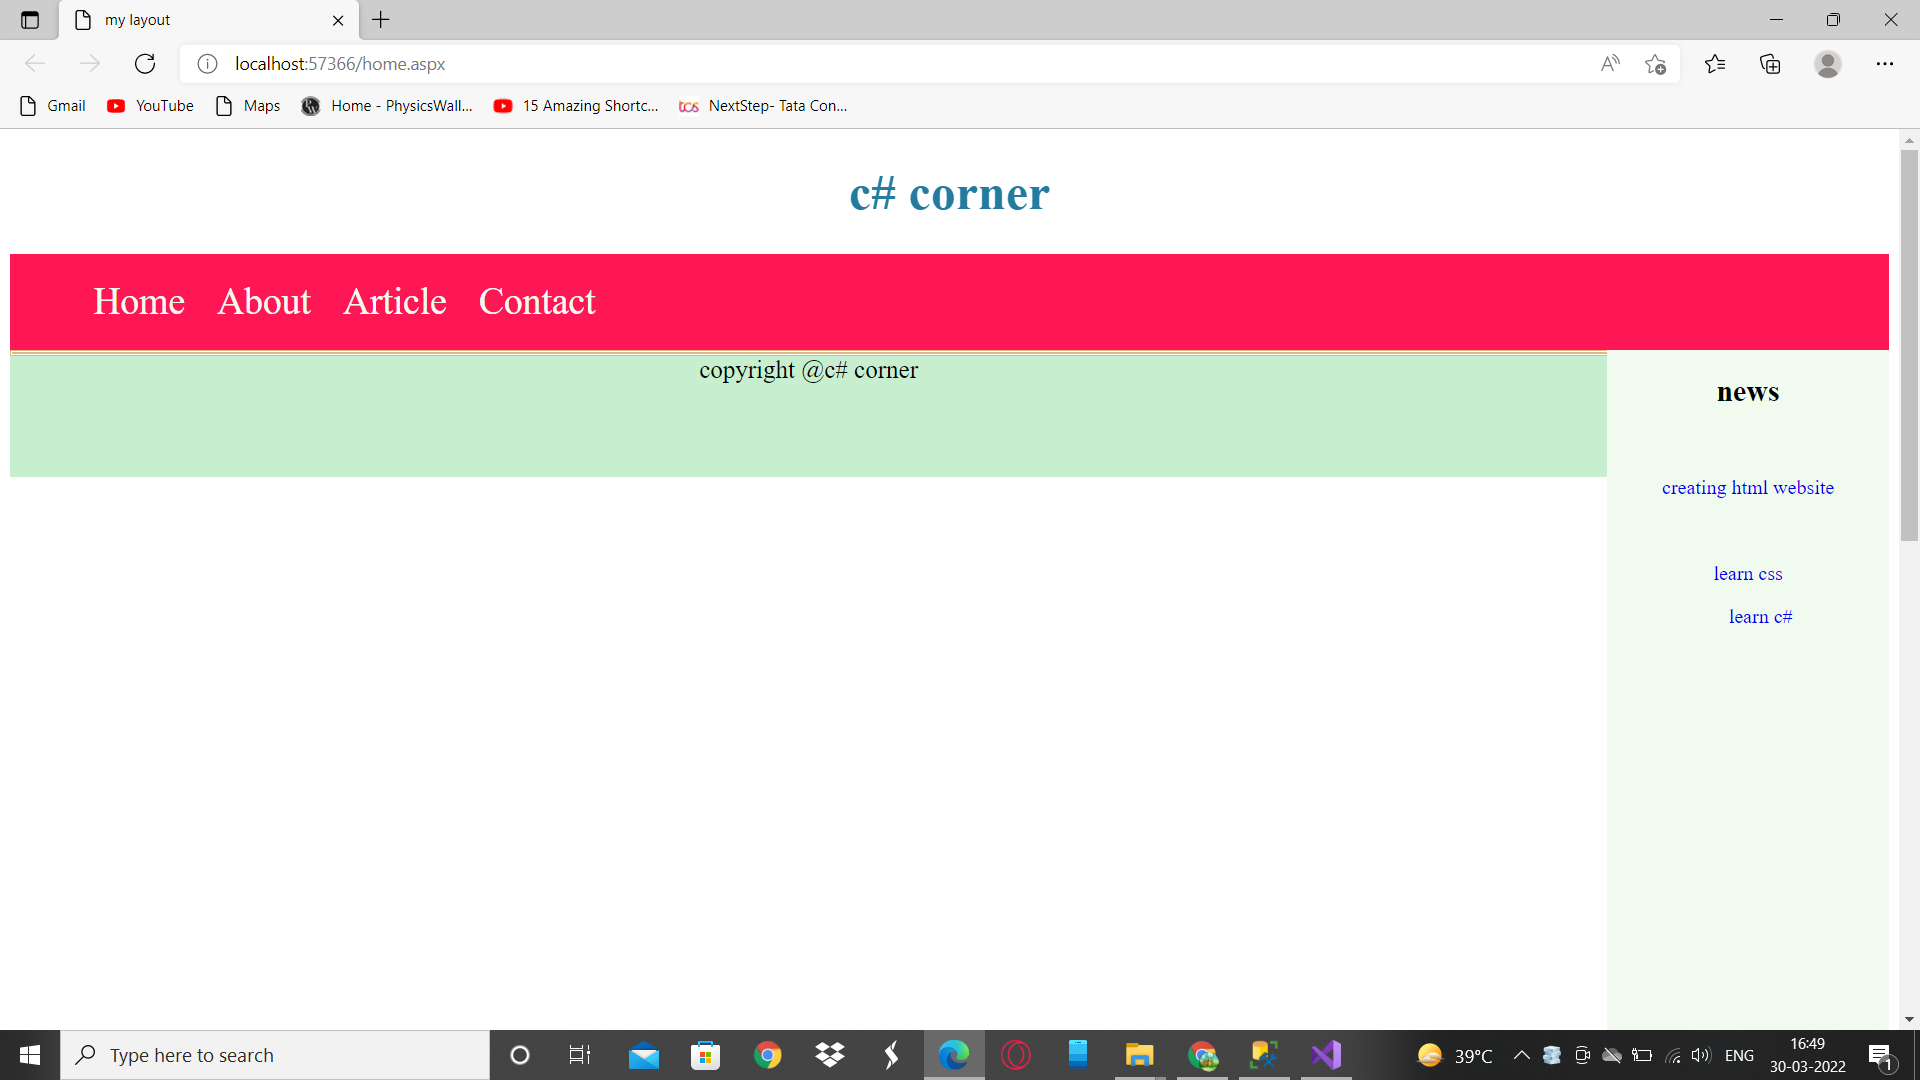 my layout
localhost:57366/home.aspx
Gmail YouTube Maps Home - PhysicsWall... 15 Amazing Shortc... tcs NextStep- Tata Con...
c# corner
Home About Article Contact
copyright @c# corner
news
creating html website
learn css
learn c#
Type here to search
39°C ENG 16:49
30-03-2022
1